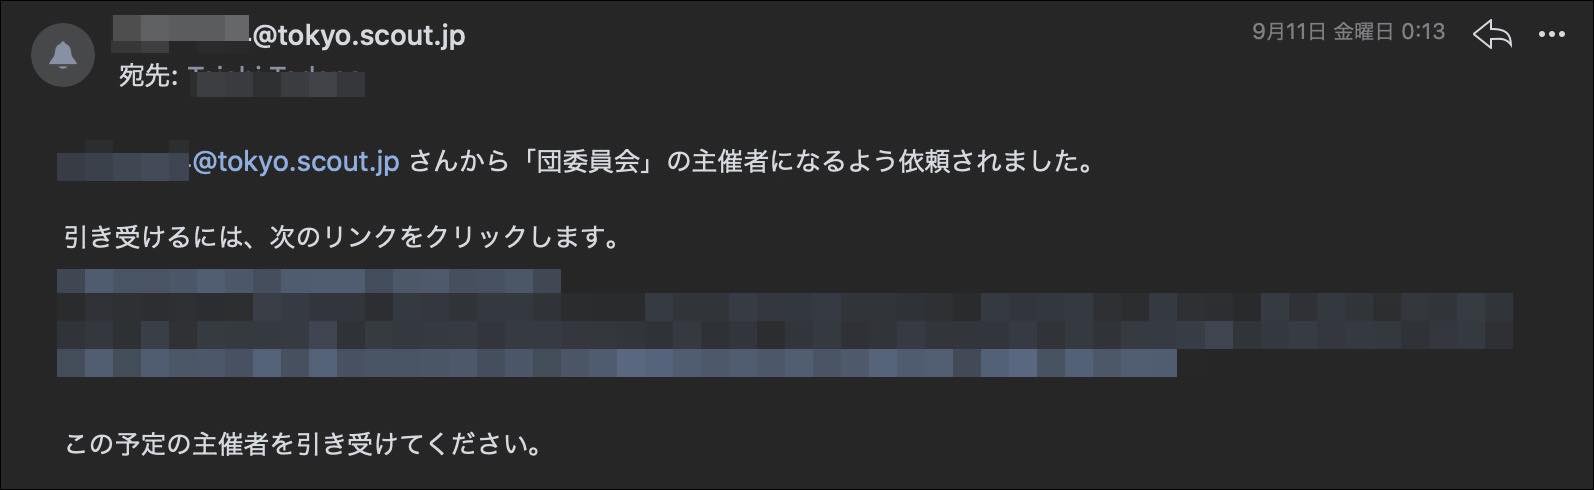 @tokyo.scout.jp
9月11日 金曜日 0:13
宛先:
@tokyo.scout.jp さんから「団委員会」の主催者になるよう依頼されました。
引き受けるには、次のリンクをクリックします。
この予定の主催者を引き受けてください。